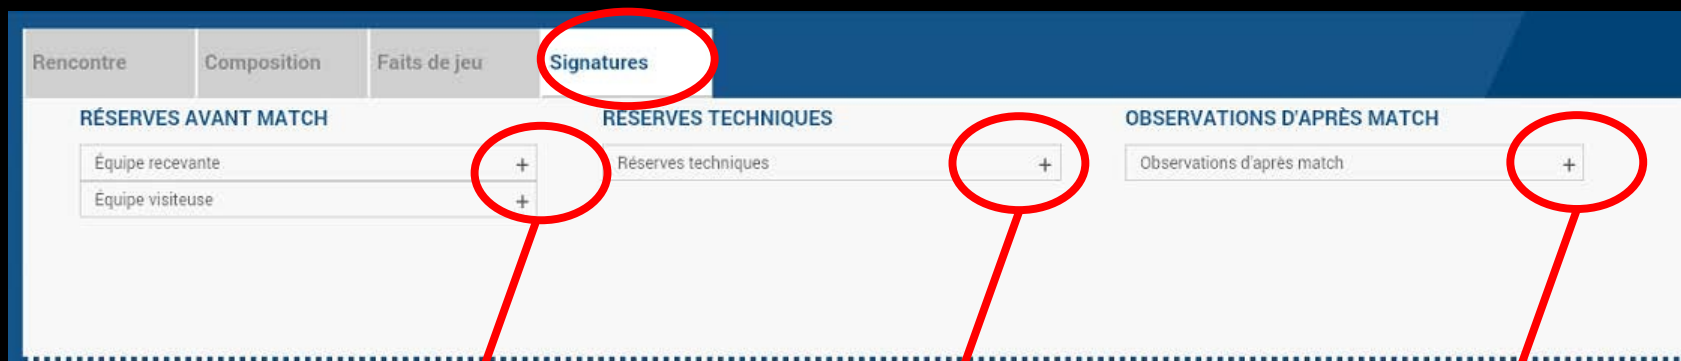 Rencontre
Composition
Faits de jeu
Signatures
RÉSERVES AVANT MATCH
Équipe recevante +
Équipe visiteuse +
RÉSERVES TECHNIQUES
Réserves techniques +
OBSERVATIONS D'APRÈS MATCH
Observations d'après match +